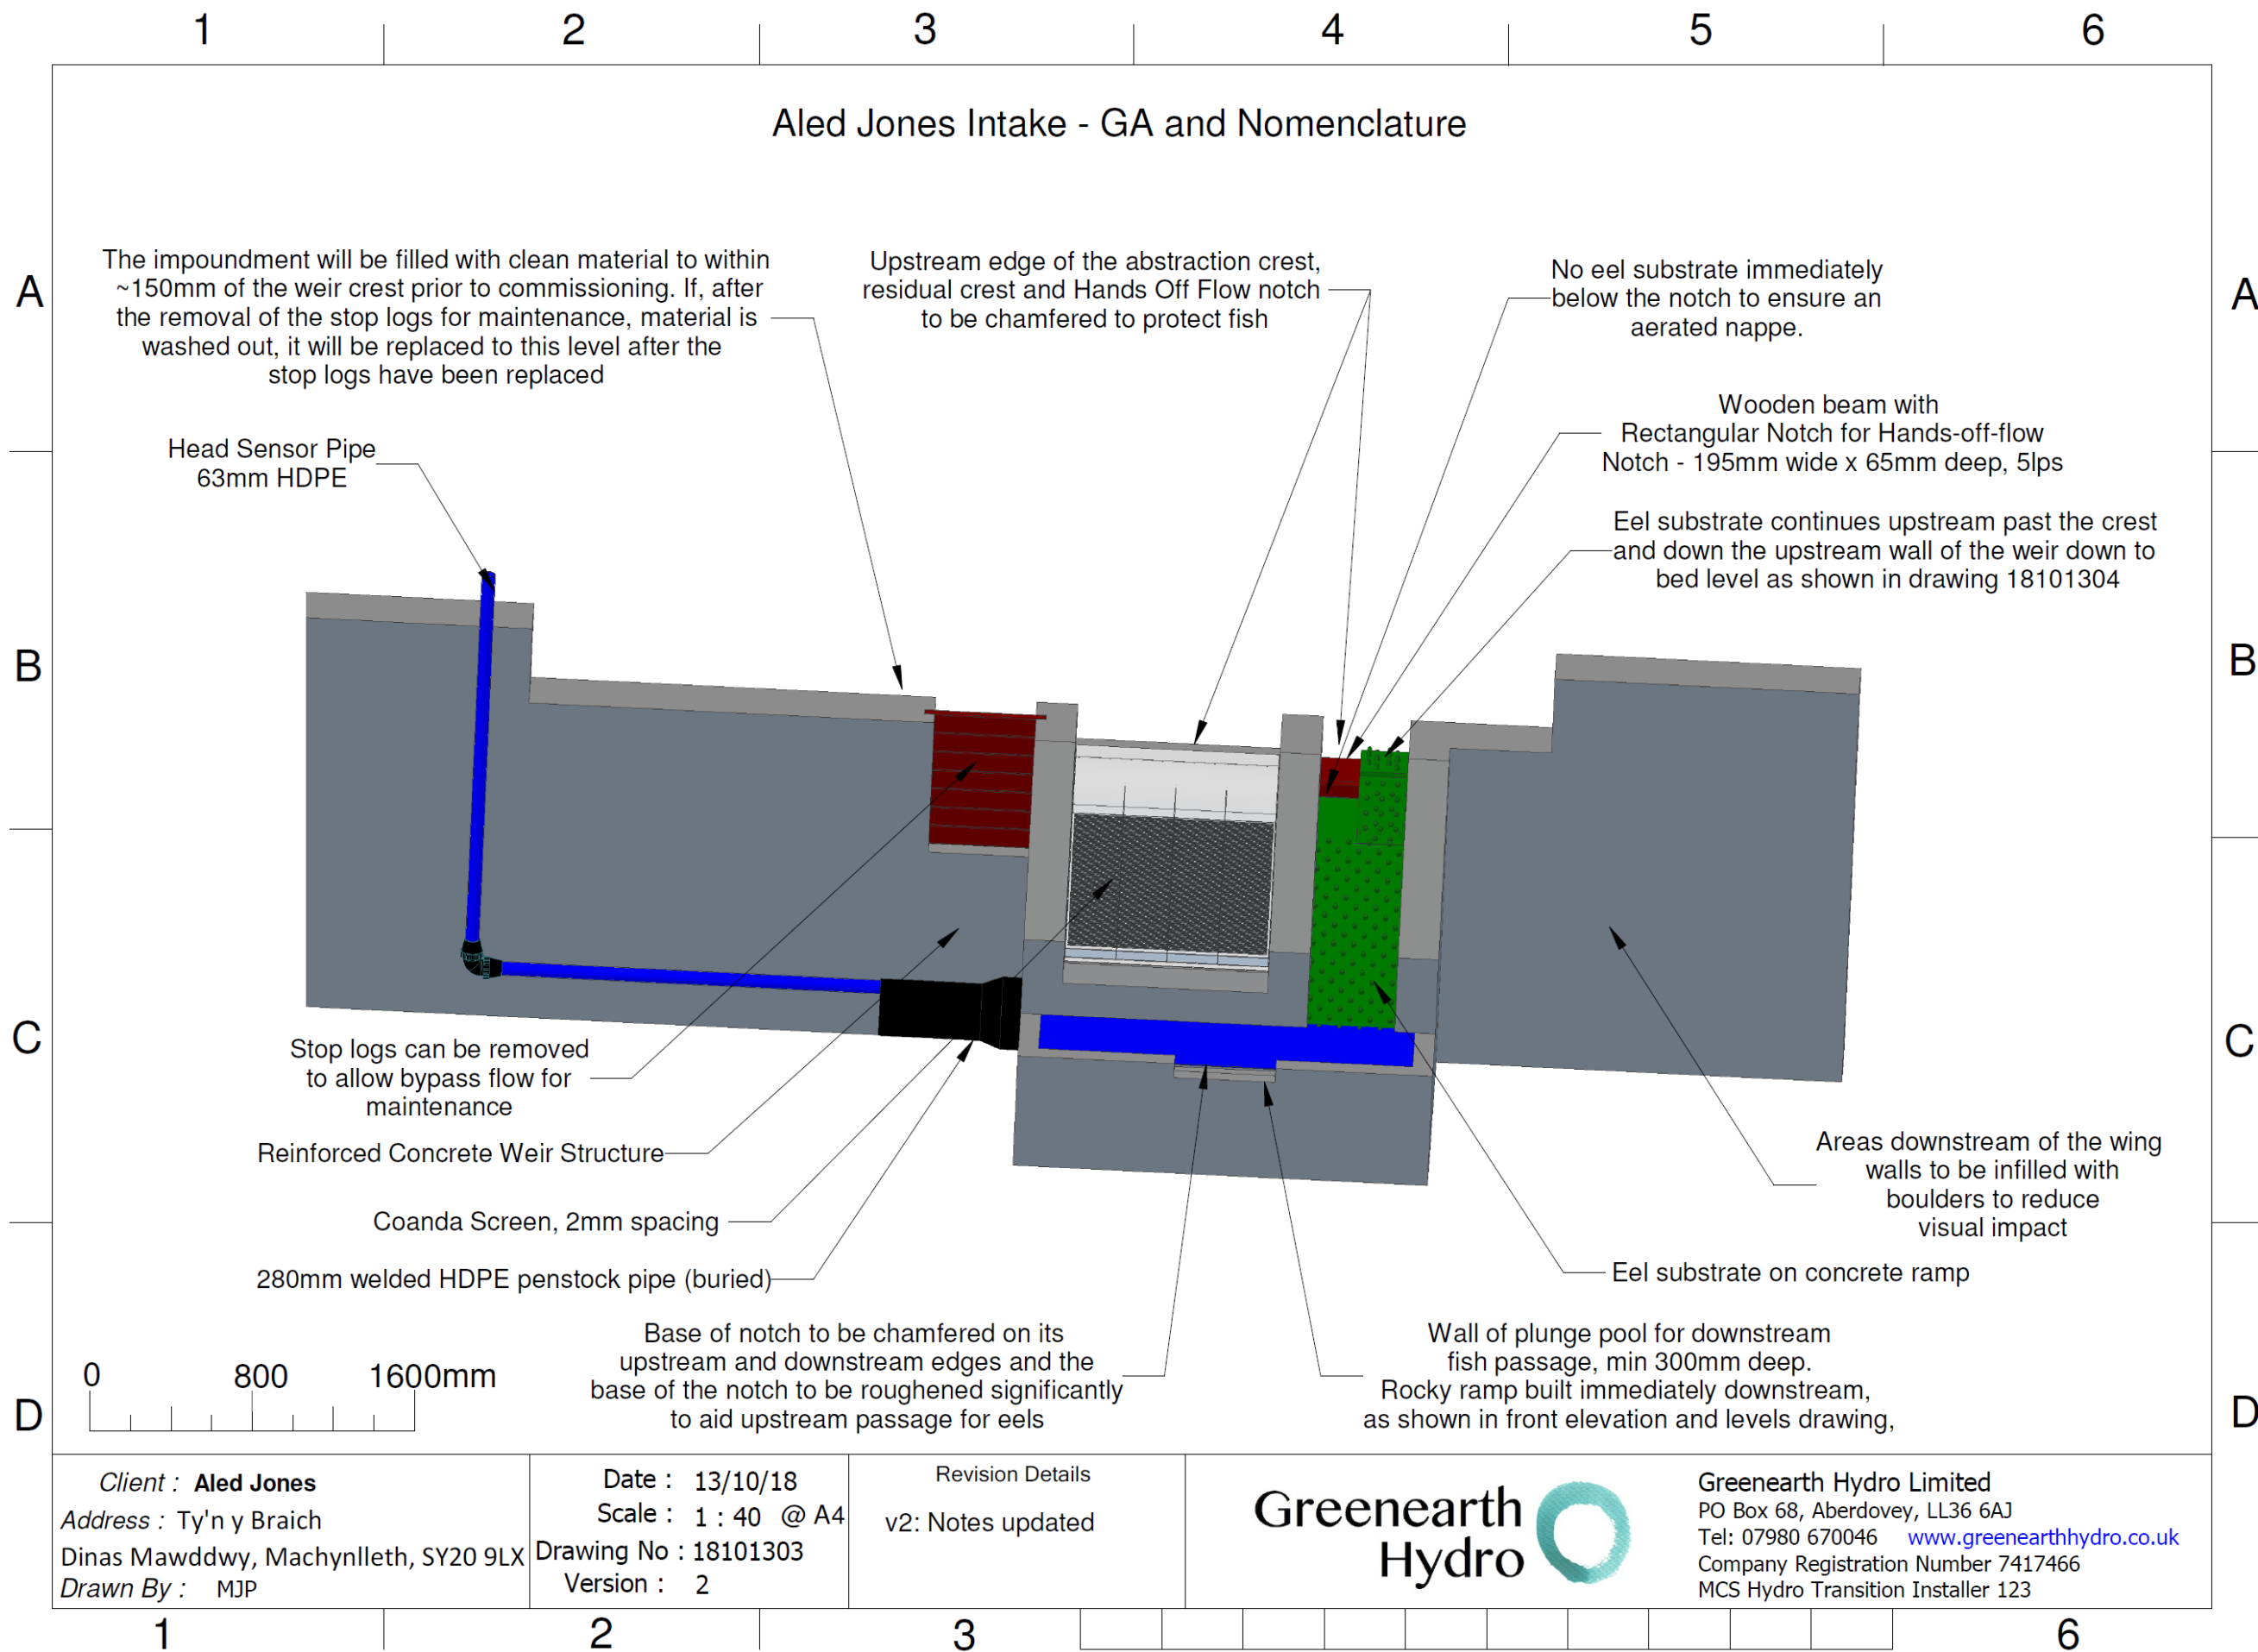 1 2 3 4 5 6
Aled Jones Intake - GA and Nomenclature
A
A
The impoundment will be filled with clean material to within
~150mm of the weir crest prior to commissioning. If, after
the removal of the stop logs for maintenance, material is
washed out, it will be replaced to this level after the
stop logs have been replaced
Upstream edge of the abstraction crest,
residual crest and Hands Off Flow notch
to be chamfered to protect fish
No eel substrate immediately
below the notch to ensure an
aerated nappe.
Wooden beam with
Rectangular Notch for Hands-off-flow
Notch - 195mm wide x 65mm deep, 5lps
Head Sensor Pipe
63mm HDPE
Eel substrate continues upstream past the crest
and down the upstream wall of the weir down to
bed level as shown in drawing 18101304
B
B
C
C
Stop logs can be removed
to allow bypass flow for
maintenance
Reinforced Concrete Weir Structure
Coanda Screen, 2mm spacing
280mm welded HDPE penstock pipe (buried)
Areas downstream of the wing
walls to be infilled with
boulders to reduce
visual impact
Eel substrate on concrete ramp
Base of notch to be chamfered on its
upstream and downstream edges and the
base of the notch to be roughened significantly
to aid upstream passage for eels
Wall of plunge pool for downstream
fish passage, min 300mm deep.
Rocky ramp built immediately downstream,
as shown in front elevation and levels drawing,
0 800 1600mm
D
D
Client : Aled Jones
Address : Ty'n y Braich
Dinas Mawddwy, Machynlleth, SY20 9LX
Drawn By : MJP
Date : 13/10/18
Scale : 1 : 40 @ A4
Drawing No : 18101303
Version : 2
Revision Details
v2: Notes updated
Greenearth
Hydro
Greenearth Hydro Limited
PO Box 68, Aberdovey, LL36 6AJ
Tel: 07980 670046 www.greenearthhydro.co.uk
Company Registration Number 7417466
MCS Hydro Transition Installer 123
1 2 3 6